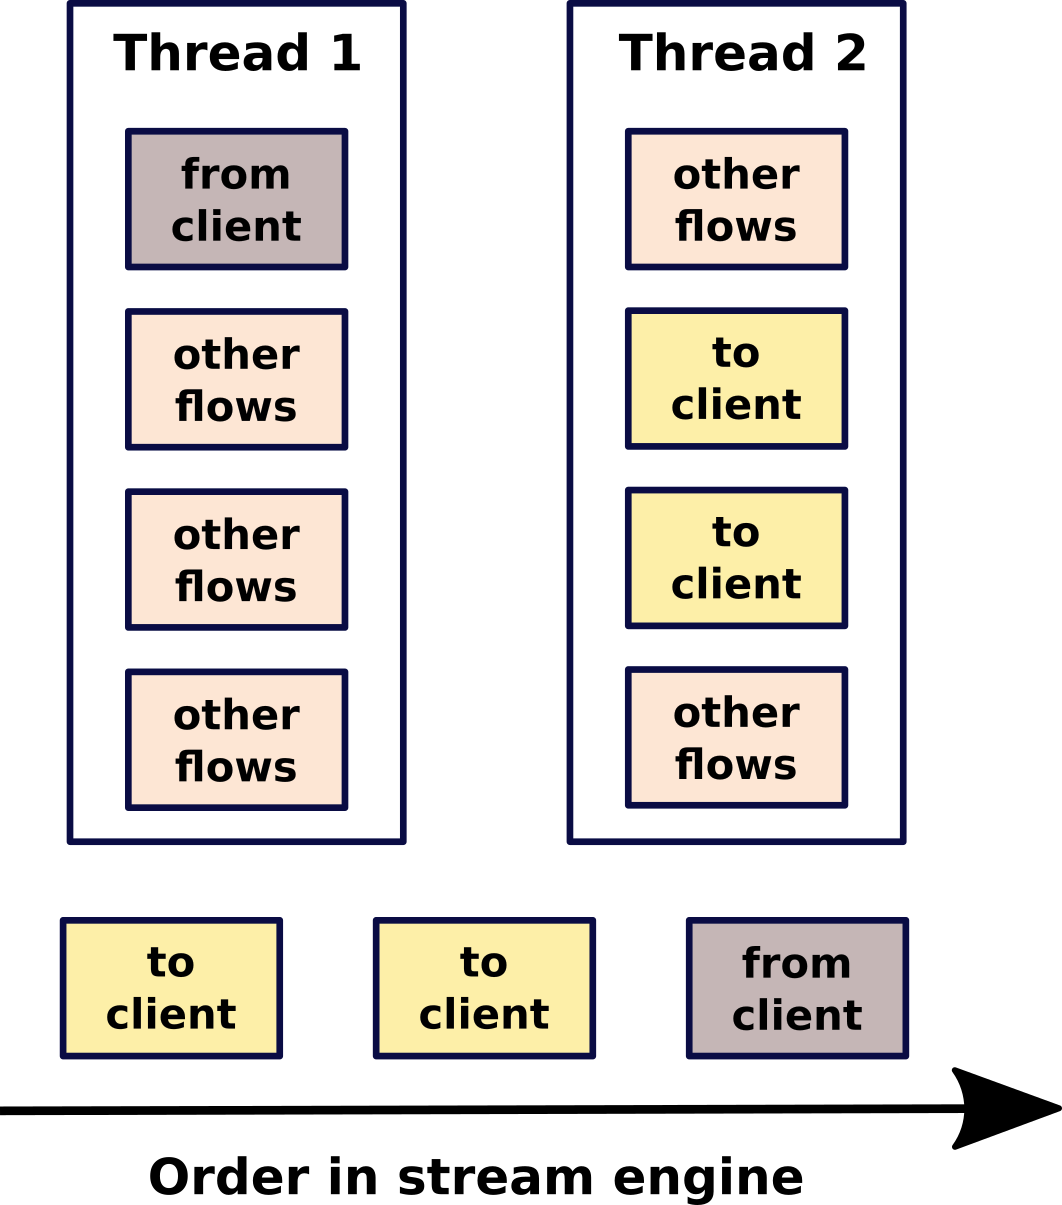 Thread 1
from
client
other
flows
other
flows
other
flows
Thread 2
other
flows
to
client
to
client
other
flows
to
client
to
client
from
client
Order in stream engine